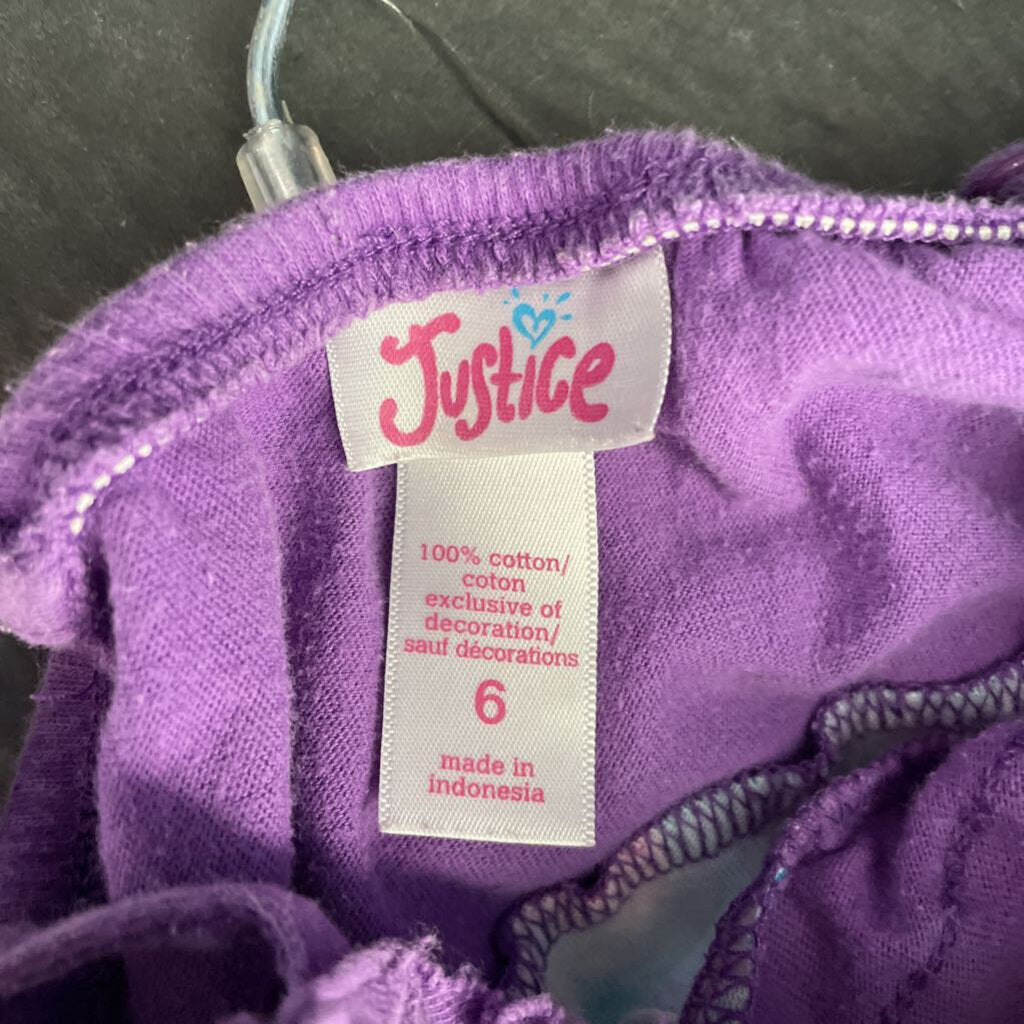 Justice
100% cotton/
coton
exclusive of
decoration/
sauf décorations
6
made in
indonesia